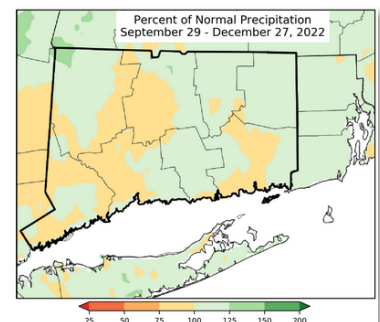 Percent of Normal Precipitation
September 29 - December 27, 2022
25 50 75 100 125 150 200